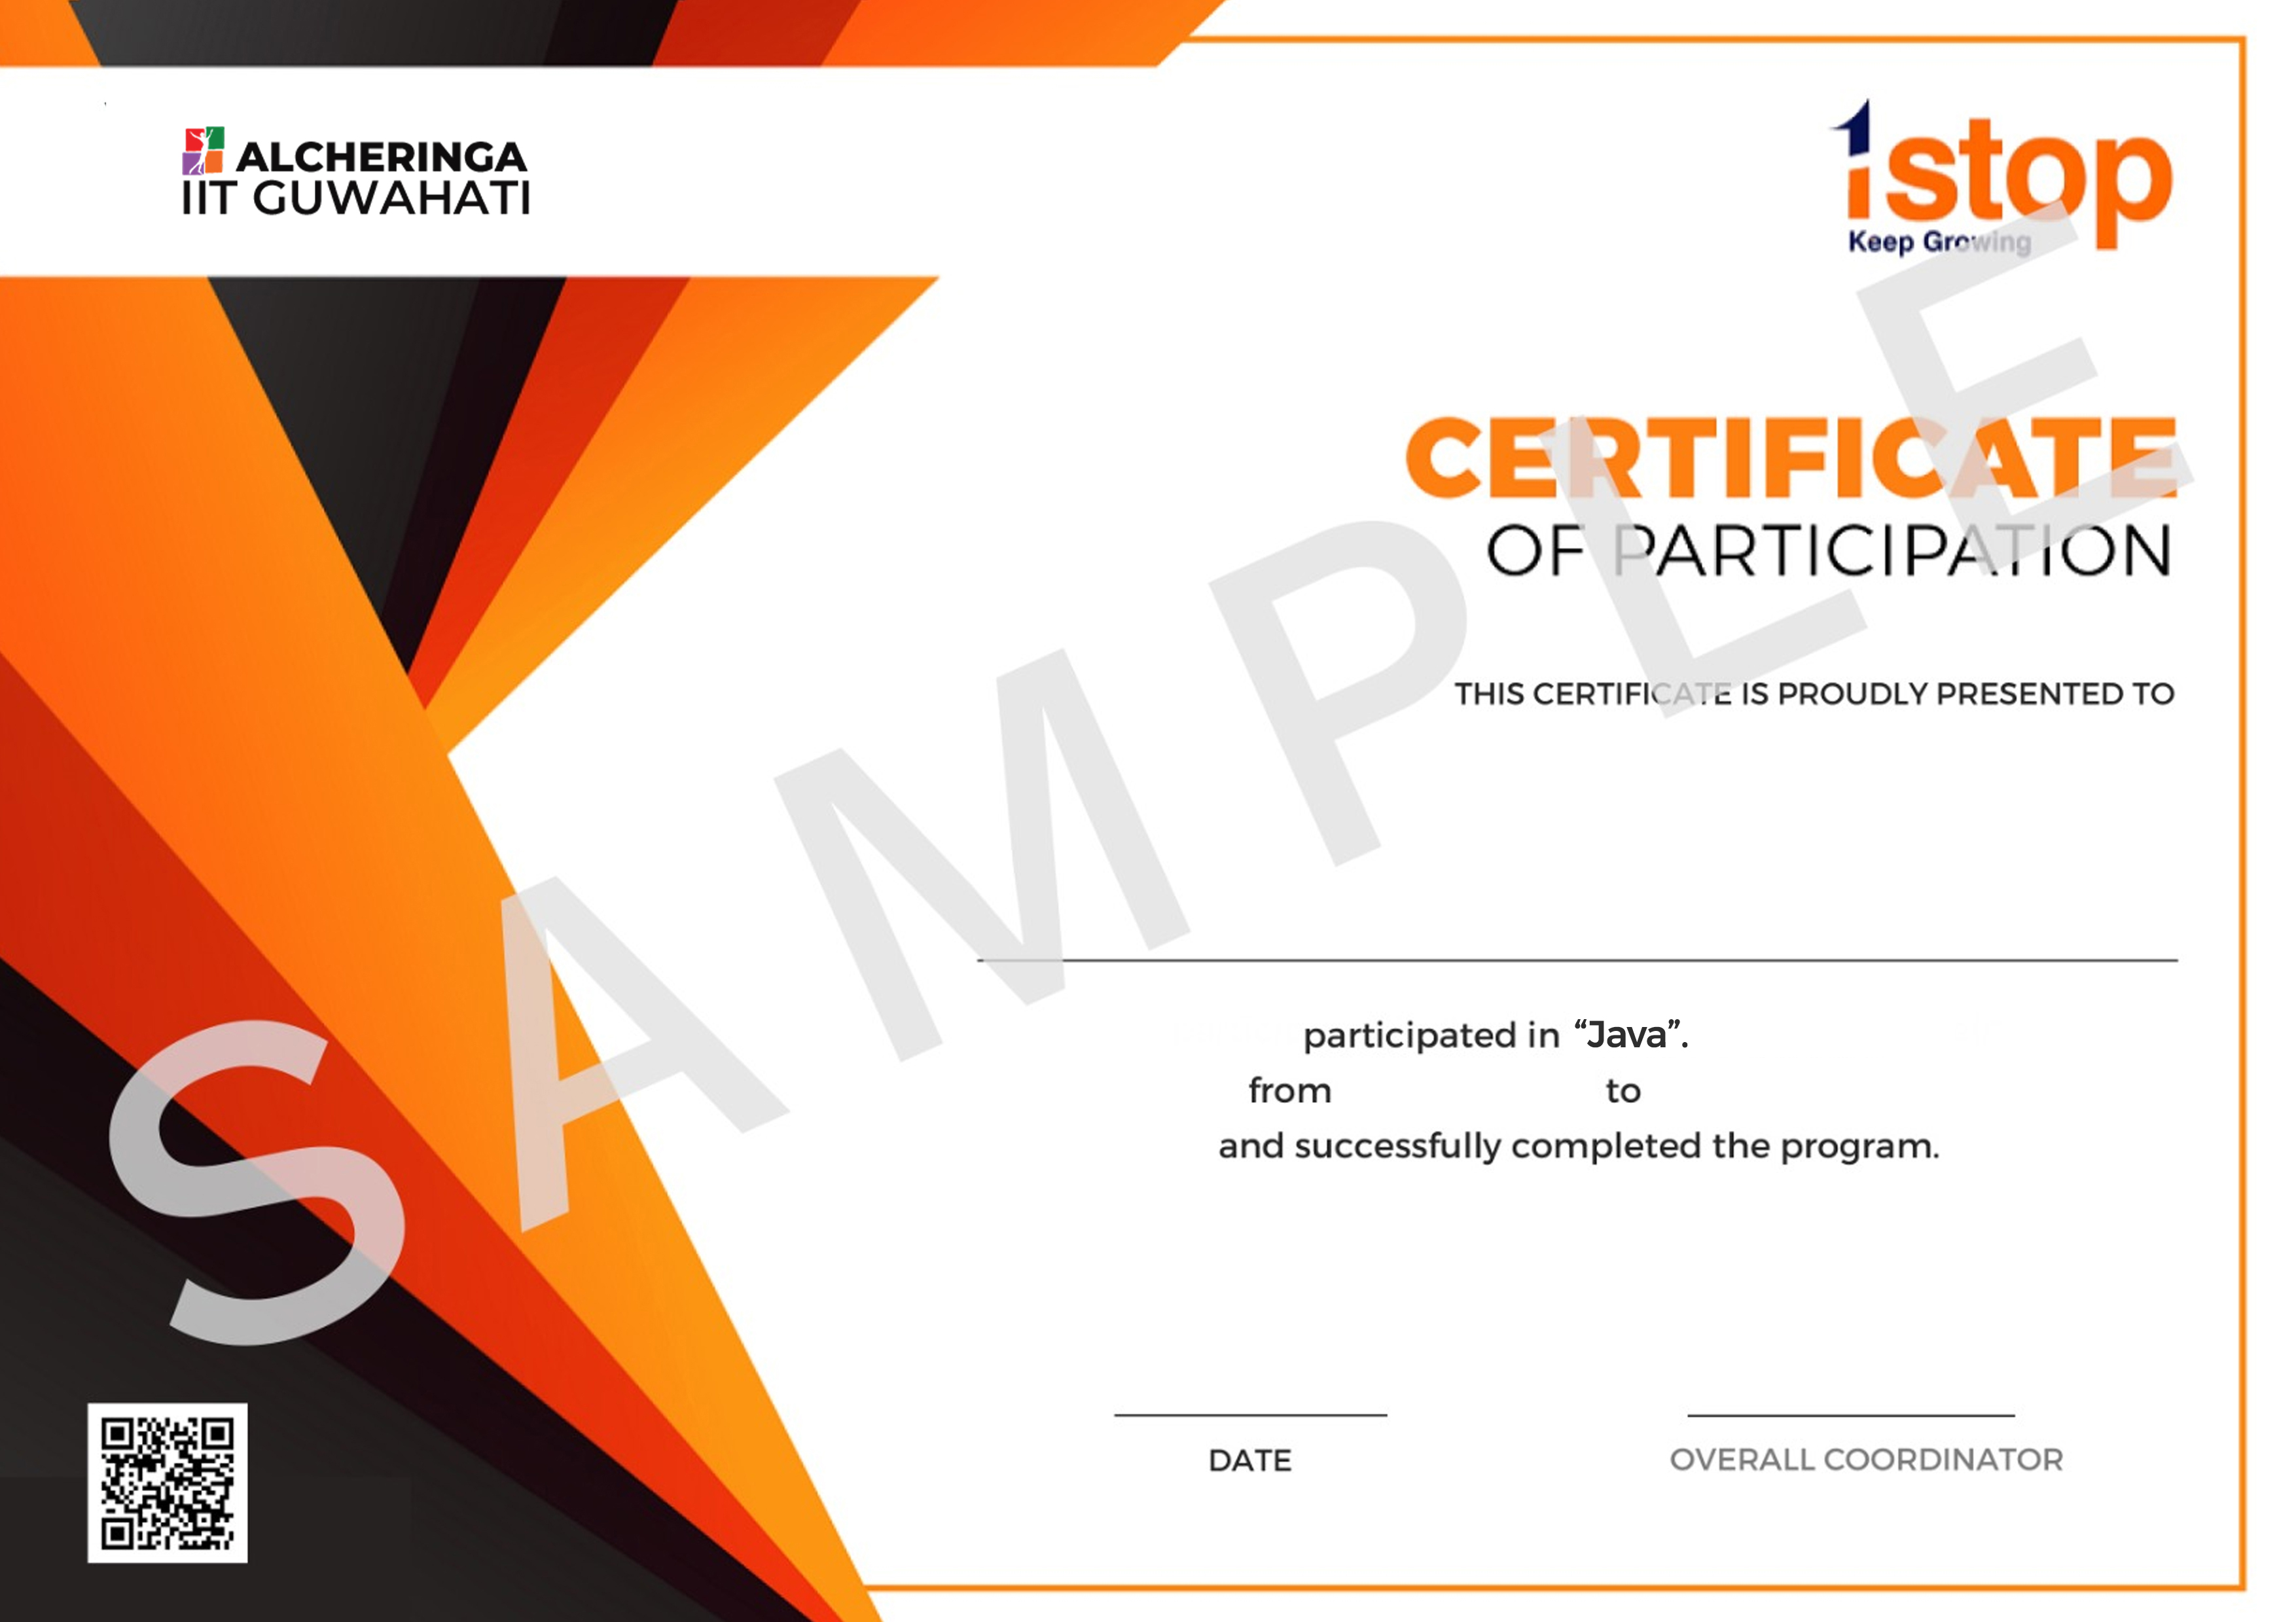 ALCHERINGA
IIT GUWAHATI
1stop
Keep Growing
CERTIFICATE
OF PARTICIPATION
THIS CERTIFICATE IS PROUDLY PRESENTED TO
SAMPLE
participated in “Java”.
from to
and successfully completed the program.
DATE OVERALL COORDINATOR